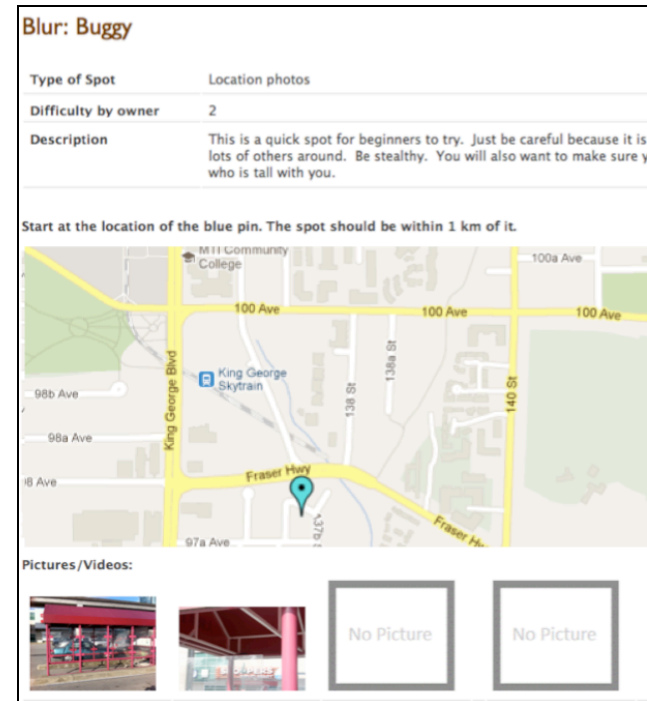 Blur: Buggy
Type of Spot Location photos
Difficulty by owner 2
Description This is a quick spot for beginners to try. Just be careful because it is
lots of others around. Be stealthy. You will also want to make sure y
who is tall with you.
Start at the location of the blue pin. The spot should be within 1 km of it.
MTI Community
College
100a Ave
100 Ave
100 Ave
100 Ave
King George Blvd
King George
Skytrain
138 St
138a St
140 St
98b Ave
98a Ave
98 Ave
Fraser Hwy
137b S
Fraser Hw
97a Ave
Pictures/Videos:
No Picture
No Picture